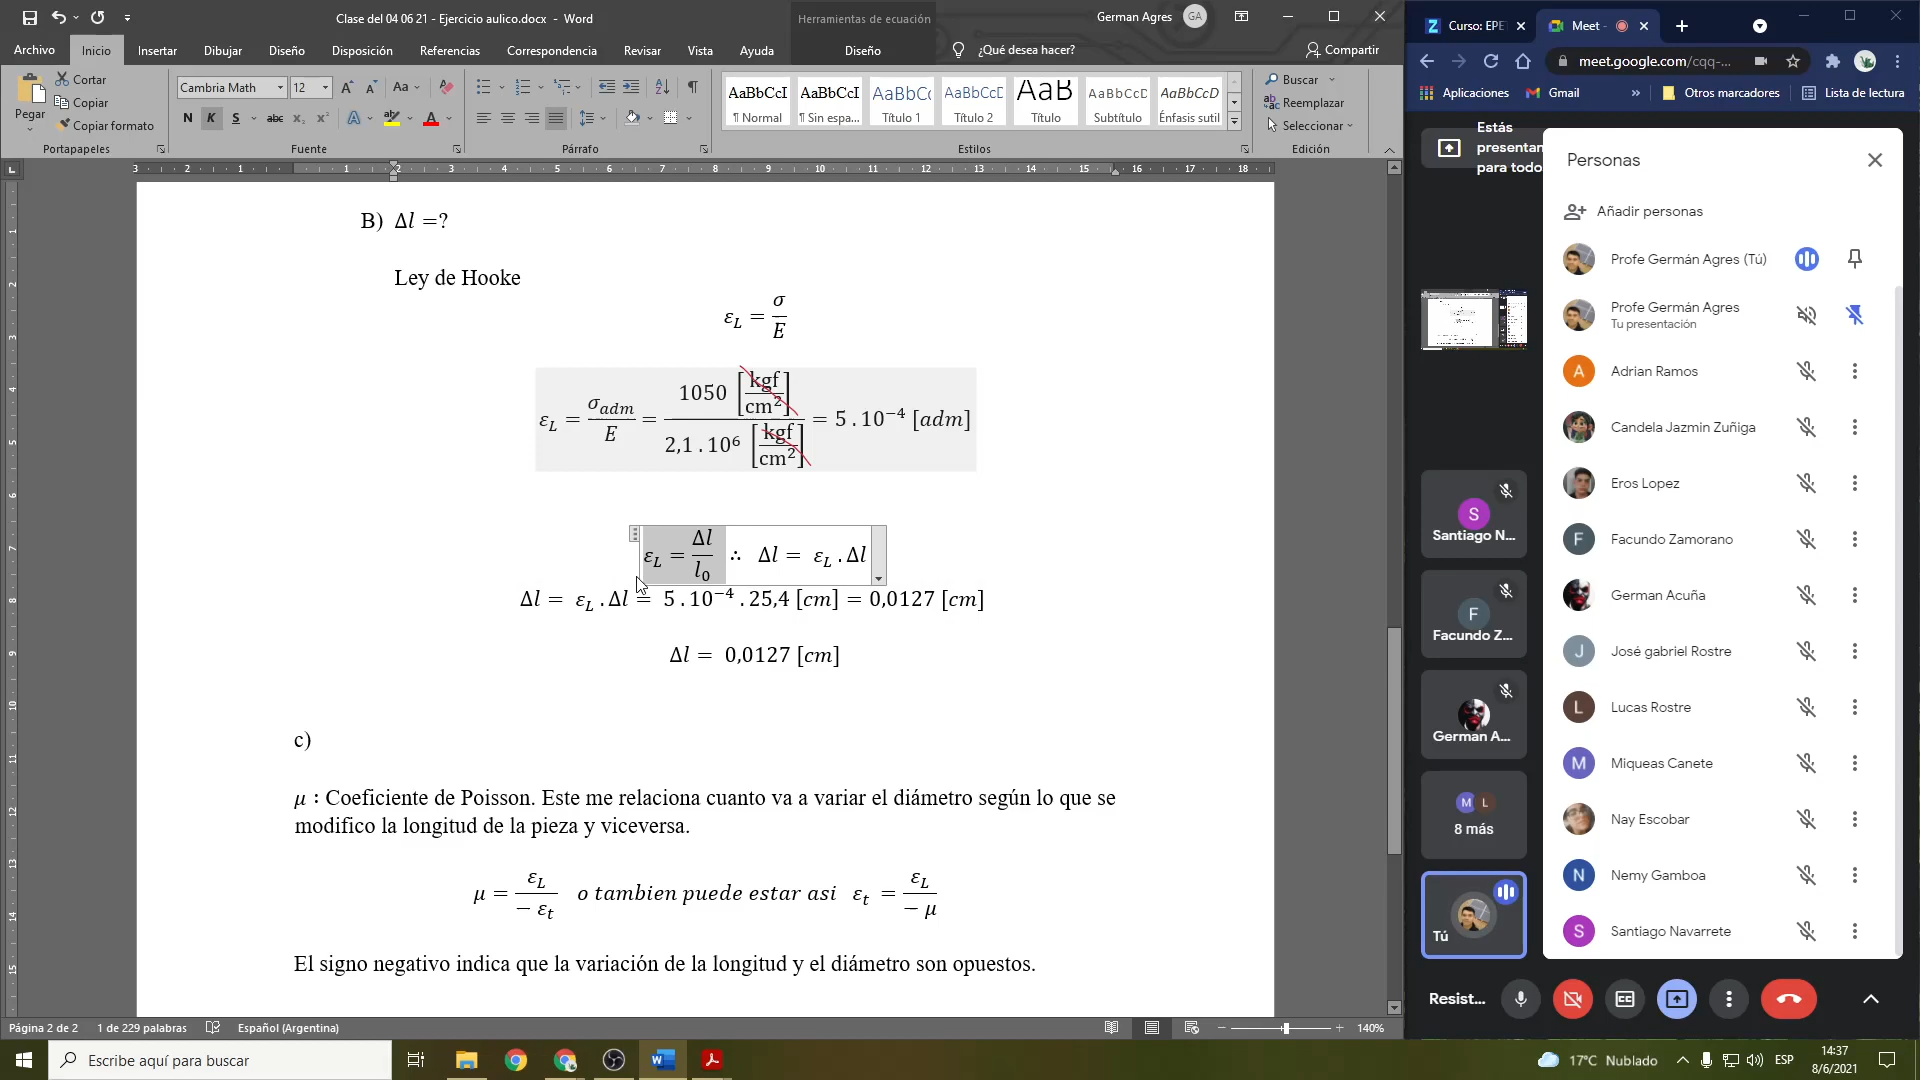 Clase del 04 06 21 - Ejercicio aulico.docx - Word
Herramientas de ecuación
German Agres
GA
Archivo
Inicio
Insertar
Dibujar
Diseño
Disposición
Referencias
Correspondencia
Revisar
Vista
Ayuda
Diseño
¿Qué desea hacer?
Compartir
Pegar
Cortar
Copiar
Copiar formato
Portapapeles
Cambria Math
12
N K S abc x₂ x²
Fuente
Párrafo
AaBbCcI
¶ Normal
AaBbCcI
¶ Sin espa...
AaBbC
Título 1
AaBbCcE
Título 2
AaB
Título
AaBbCcD
Subtítulo
AaBbCcD
Énfasis sutil
Estilos
Buscar
Reemplazar
Seleccionar
Edición
B) Δl =?
Ley de Hooke
ε_L = σ/E
ε_L = σ_adm/E = 1050 [kgf/cm²] / 2,1 . 10⁶ [kgf/cm²] = 5 . 10⁻⁴ [adm]
ε_L = Δl/l₀ ∴ Δl = ε_L . Δl
Δl = ε_L . Δl = 5 . 10⁻⁴ . 25,4 [cm] = 0,0127 [cm]
Δl = 0,0127 [cm]
c)
μ : Coeficiente de Poisson. Este me relaciona cuanto va a variar el diámetro según lo que se
modifico la longitud de la pieza y viceversa.
μ = ε_L/− ε_t o tambien puede estar asi ε_t = ε_L/− μ
El signo negativo indica que la variación de la longitud y el diámetro son opuestos.
Página 2 de 2
1 de 229 palabras
Español (Argentina)
140%
Curso: EPE
Meet -
meet.google.com/cqq-...
Aplicaciones
Gmail
»
Otros marcadores
Lista de lectura
Estás
presentan
para todo
Personas
Añadir personas
Profe Germán Agres (Tú)
Profe Germán Agres
Tu presentación
A Adrian Ramos
Candela Jazmin Zuñiga
Eros Lopez
F Facundo Zamorano
German Acuña
J José gabriel Rostre
L Lucas Rostre
M Miqueas Canete
Nay Escobar
N Nemy Gamboa
S Santiago Navarrete
S
Santiago N...
F
Facundo Z...
German A...
M L
8 más
Tú
Resist...
Escribe aquí para buscar
17°C Nublado
ESP
14:37
8/6/2021